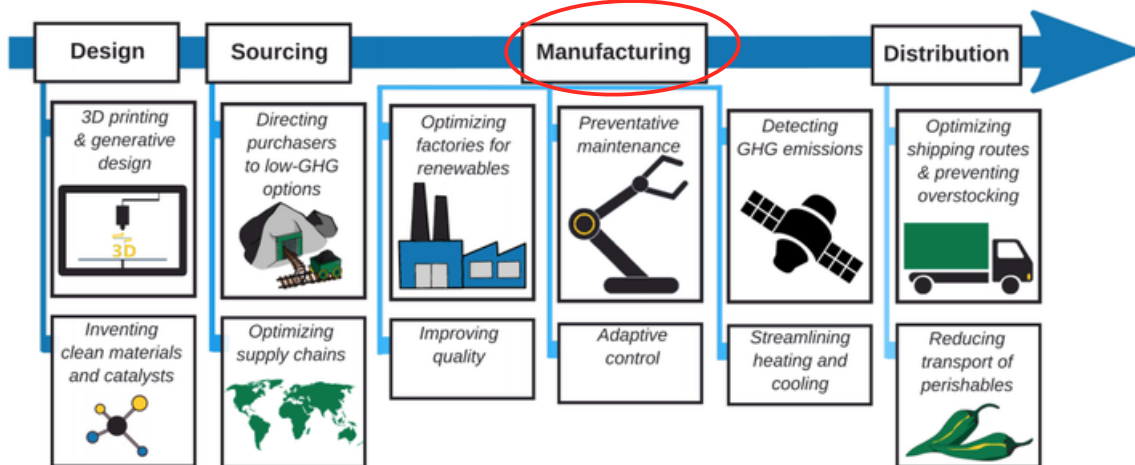 Design
Sourcing
Manufacturing
Distribution
3D printing
& generative
design
3D
Directing
purchasers
to low-GHG
options
Optimizing
factories for
renewables
Preventative
maintenance
Detecting
GHG emissions
Optimizing
shipping routes
& preventing
overstocking
Inventing
clean materials
and catalysts
Optimizing
supply chains
Improving
quality
Adaptive
control
Streamlining
heating and
cooling
Reducing
transport of
perishables